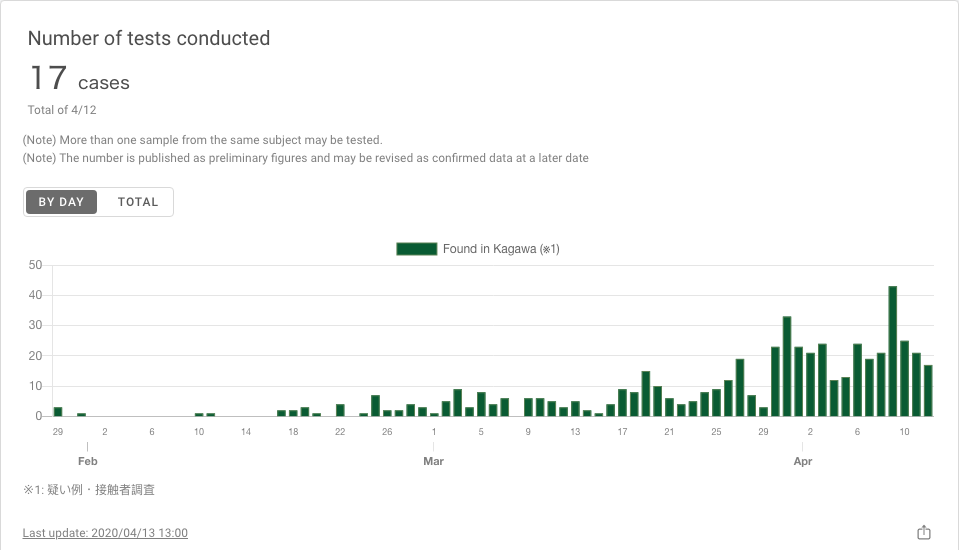 Number of tests conducted
17 cases
Total of 4/12
(Note) More than one sample from the same subject may be tested.
(Note) The number is published as preliminary figures and may be revised as confirmed data at a later date
BY DAY TOTAL
Found in Kagawa (※1)
50
40
30
20
10
0
29 2 6 10 14 18 22 26 1 5 9 13 17 21 25 29 2 6 10
Feb Mar Apr
※1: 疑い例・接触者調査
Last update: 2020/04/13 13:00